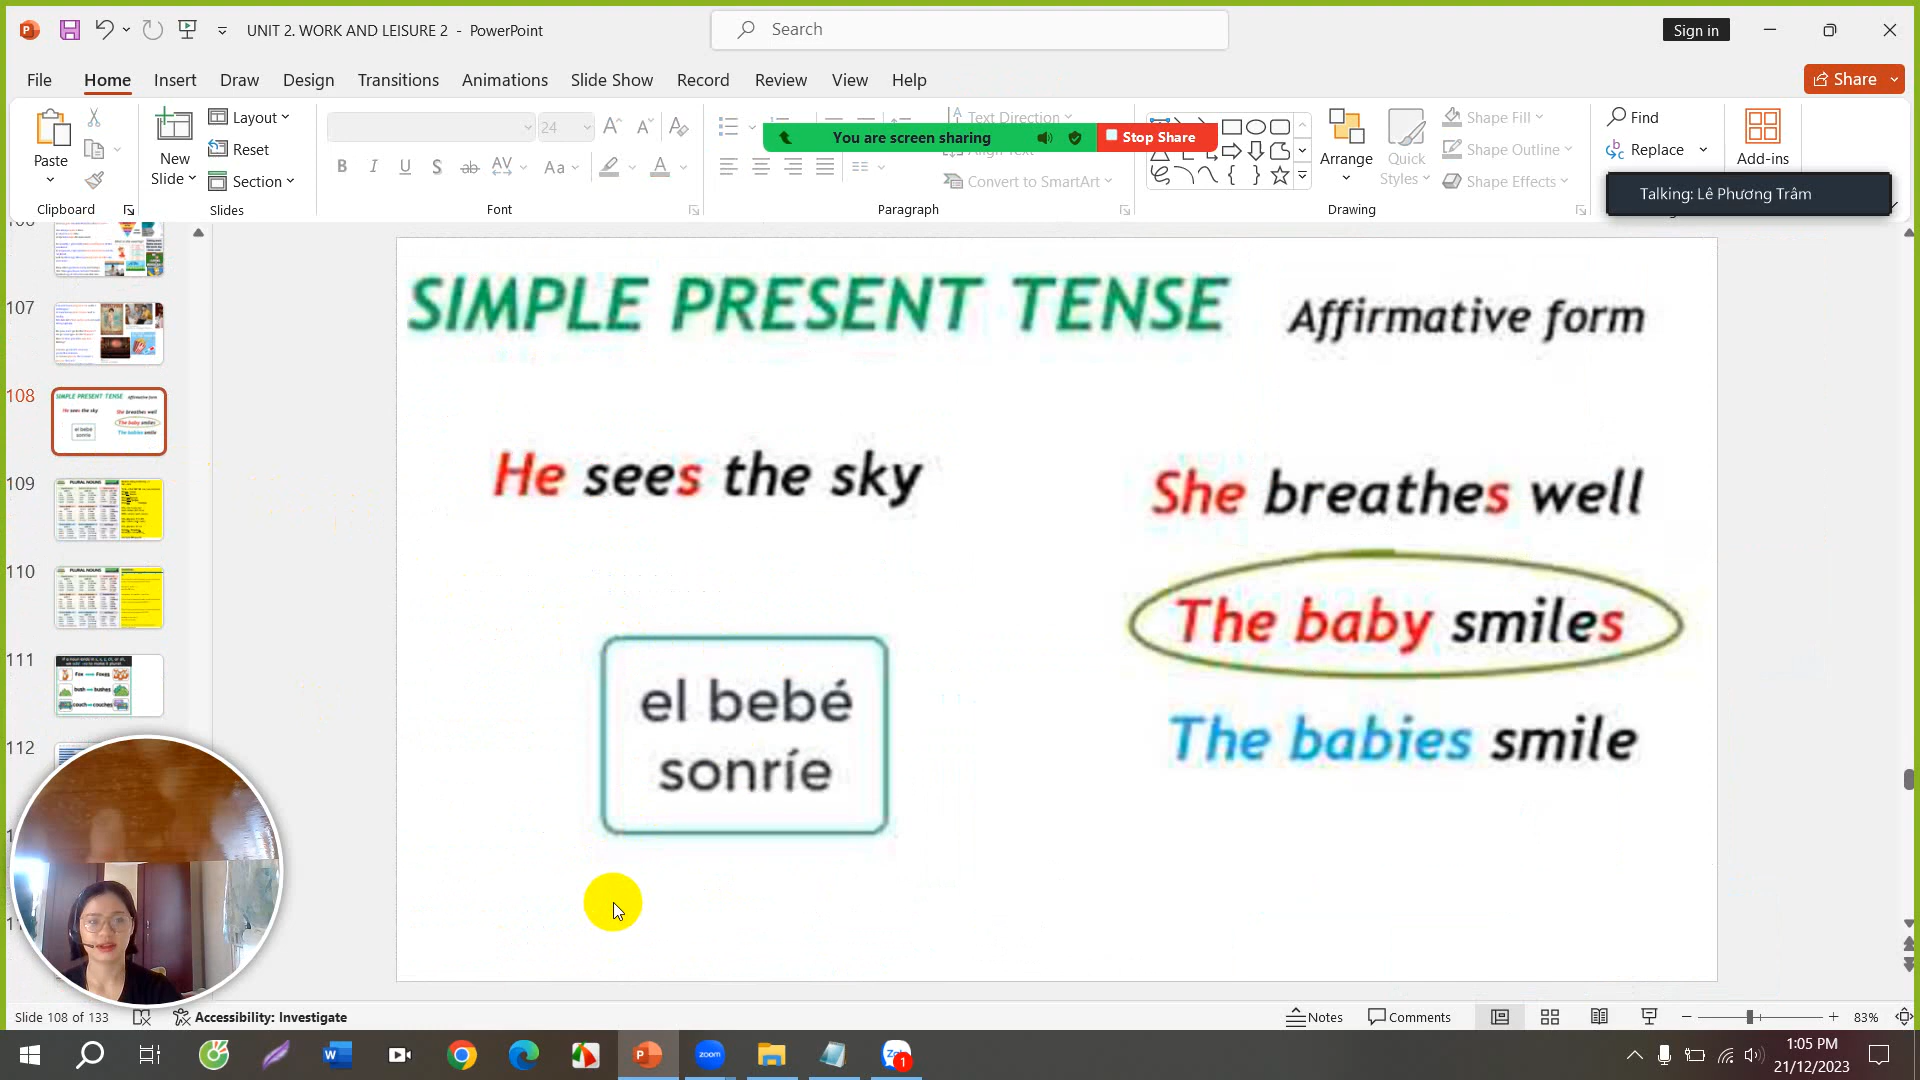 UNIT 2. WORK AND LEISURE 2 - PowerPoint
Search
Sign in
File Home Insert Draw Design Transitions Animations Slide Show Record Review View Help
Share
Paste
New Slide
Layout
Reset
Section
24
Text Direction
Convert to SmartArt
You are screen sharing
Stop Share
Arrange
Quick Styles
Shape Fill
Shape Outline
Shape Effects
Find
Replace
Add-ins
Talking: Lê Phương Trâm
Clipboard
Slides
Font
Paragraph
Drawing
107
108
109
110
111
112
SIMPLE PRESENT TENSE Affirmative form
He sees the sky
She breathes well
The baby smiles
The babies smile
el bebé
sonríe
Slide 108 of 133
Accessibility: Investigate
Notes
Comments
83%
zoom
1
1:05 PM
21/12/2023